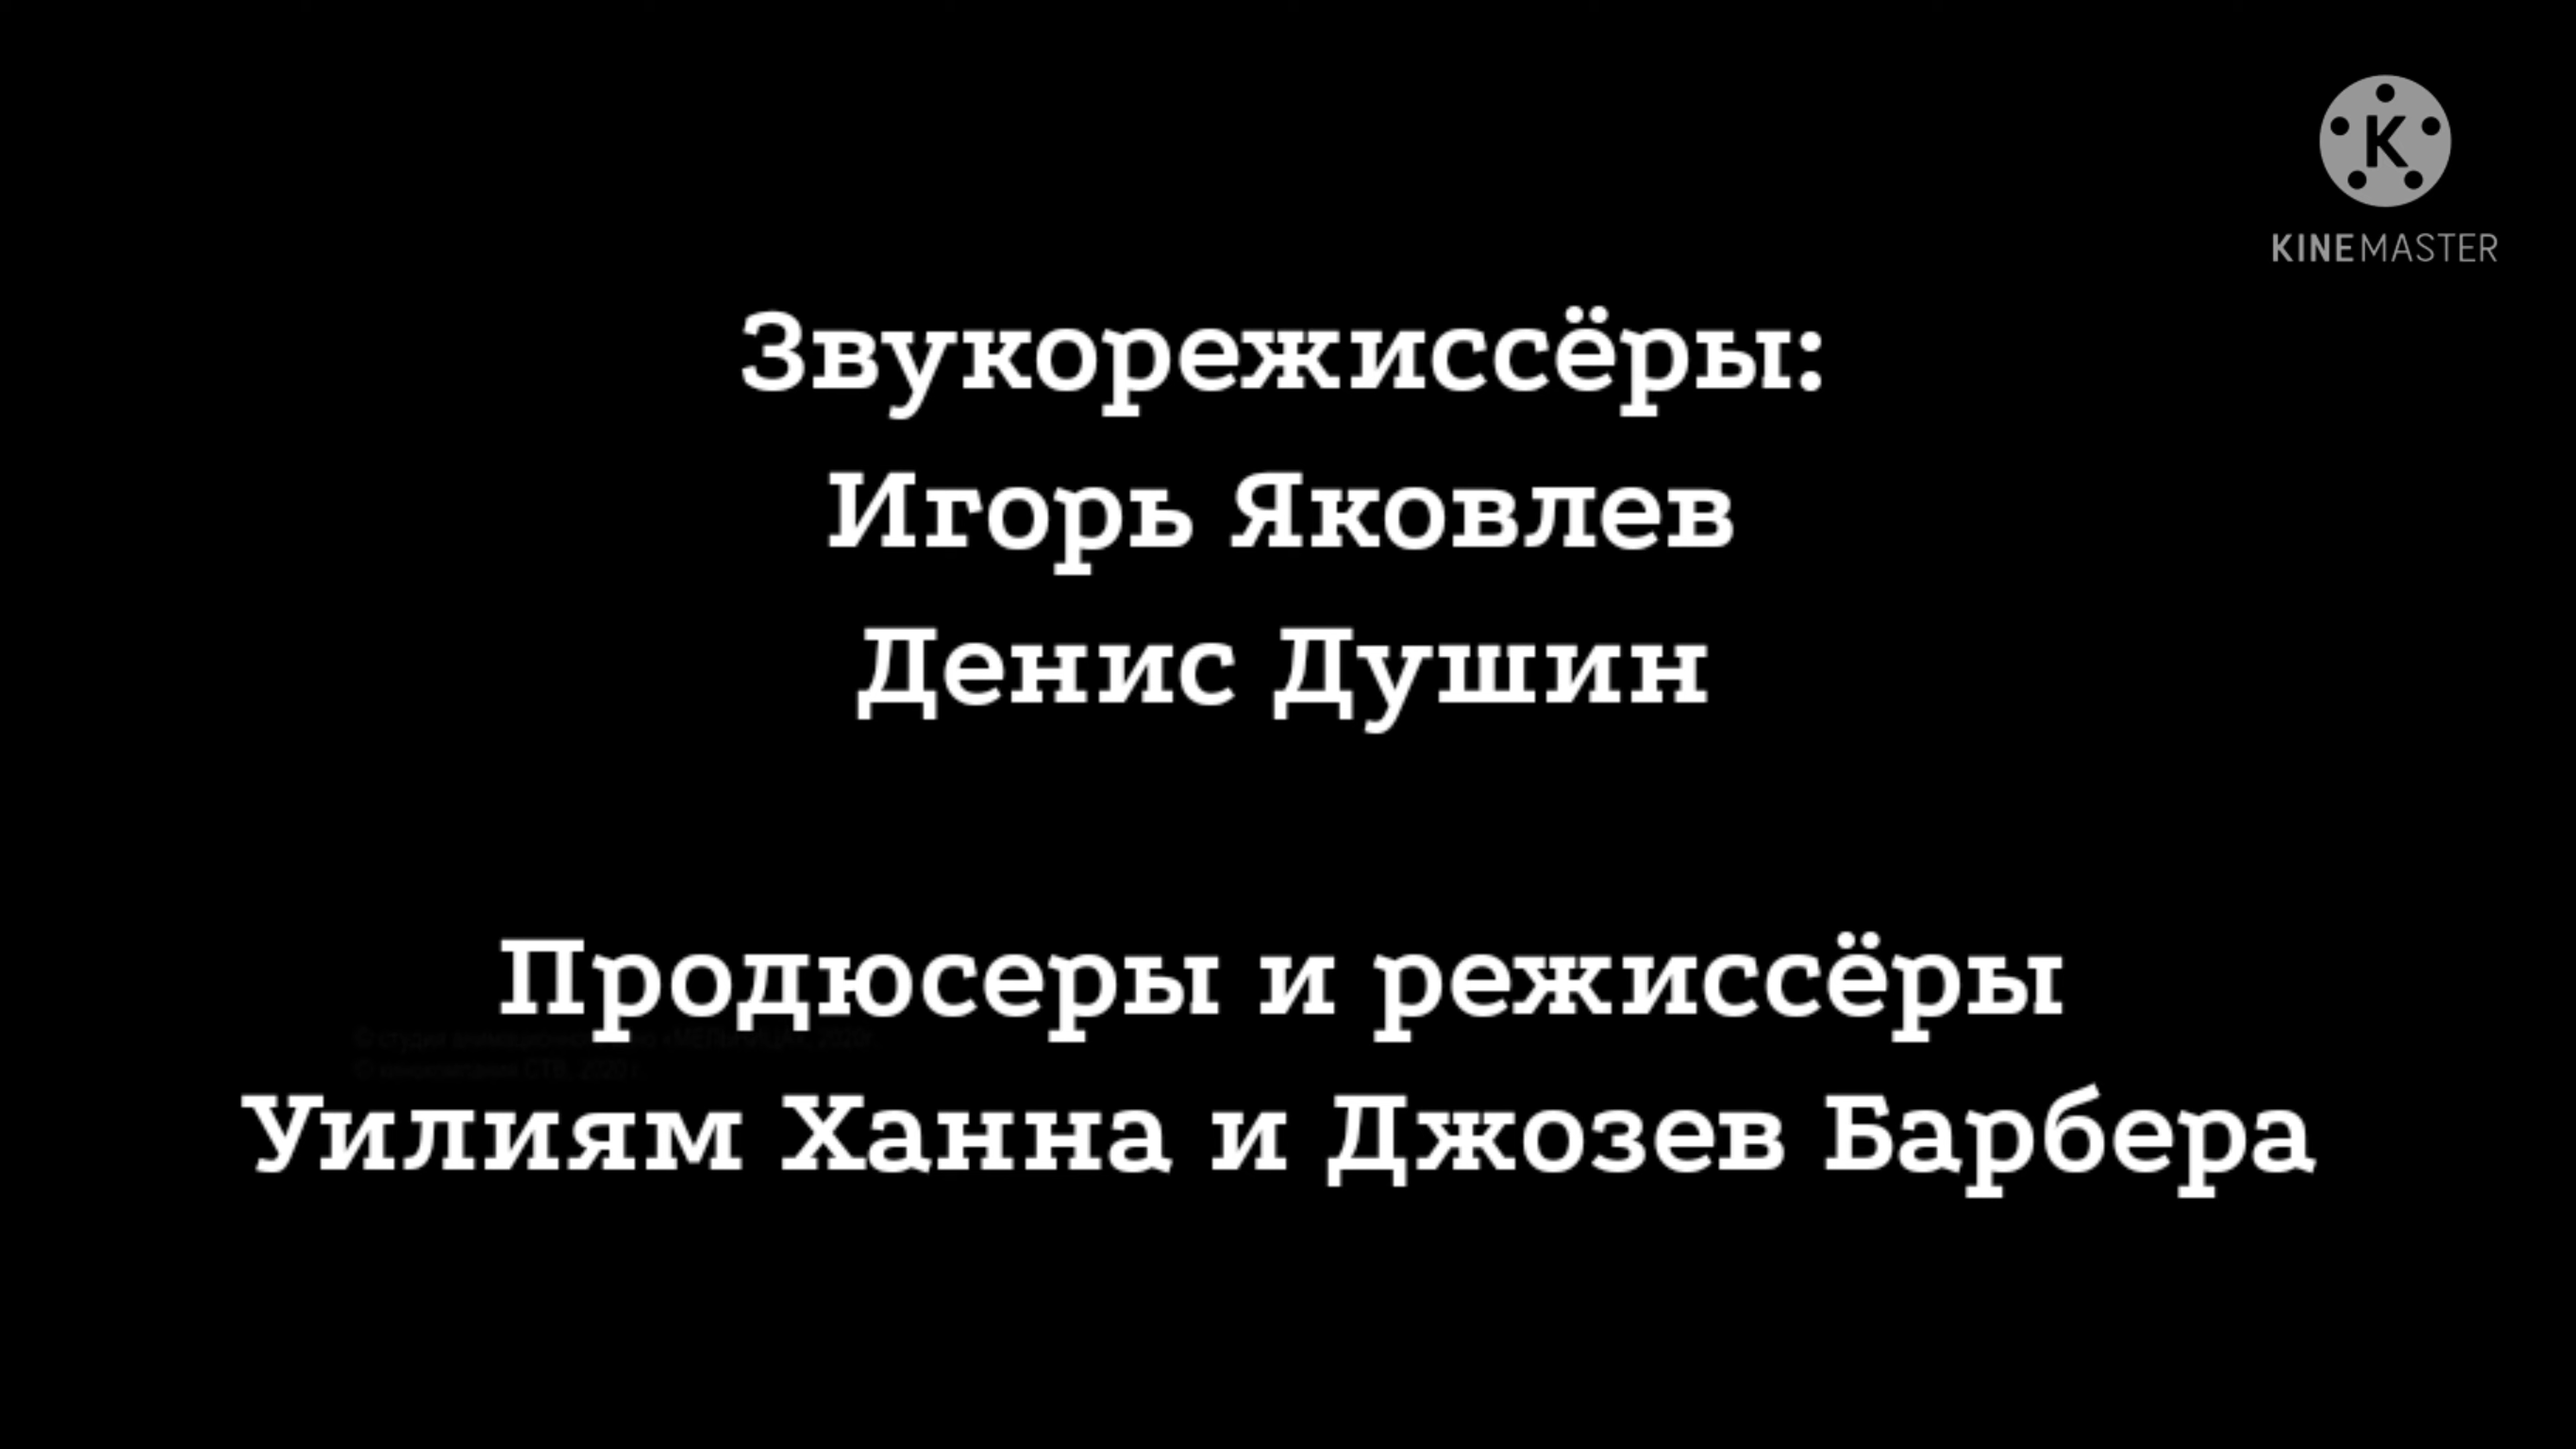 KINEMASTER
Звукорежиссёры:
Игорь Яковлев
Денис Душин
Продюсеры и режиссёры
Уилиям Ханна и Джозев Барбера